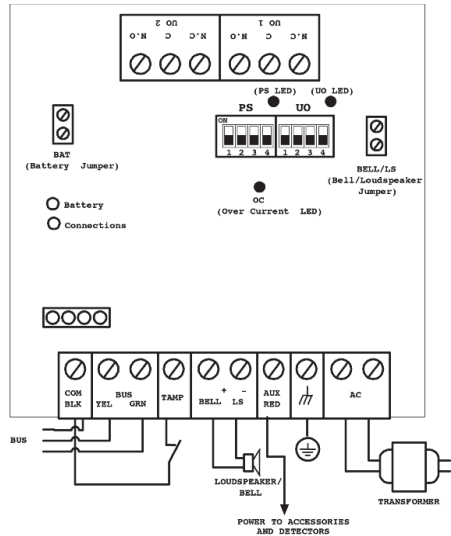 UO 2 UO 1
N.O C N.C N.O C N.C
(PS LED) (UO LED)
PS UO
ON
1 2 3 4 1 2 3 4
BAT
(Battery Jumper)
BELL/LS
(Bell/Loudspeaker
Jumper)
OC
(Over Current LED)
Battery
Connections
COM
BLK
BUS
YEL GRN
TAMP
+ -
BELL LS
AUX
RED
AC
BUS
LOUDSPEAKER/
BELL
TRANSFORMER
POWER TO ACCESSORIES
AND DETECTORS